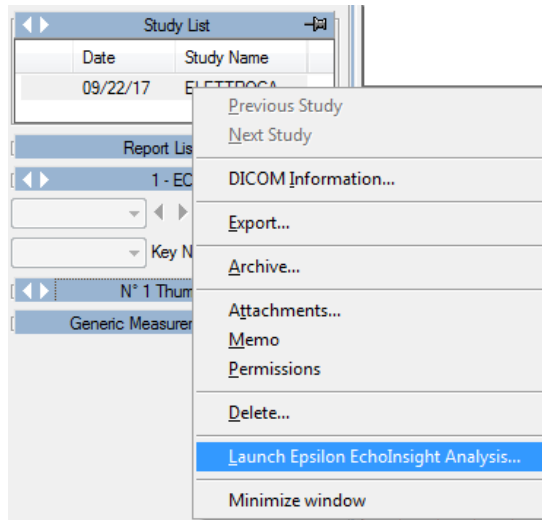 Study List
Date Study Name
09/22/17
Previous Study
Next Study
Report Lis
1 - EC
DICOM Information...
Export...
Key N
Archive...
N° 1 Thum
Attachments...
Generic Measurer
Memo
Permissions
Delete...
Launch Epsilon EchoInsight Analysis...
Minimize window